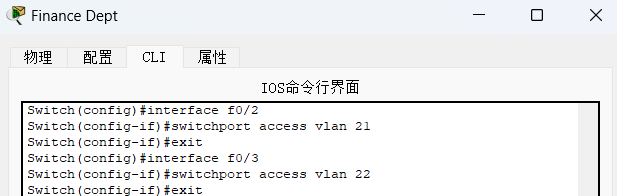 Finance Dept
物理 配置 CLI 属性
IOS命令行界面
Switch(config)#interface f0/2
Switch(config-if)#switchport access vlan 21
Switch(config-if)#exit
Switch(config)#interface f0/3
Switch(config-if)#switchport access vlan 22
Switch(config-if)#exit